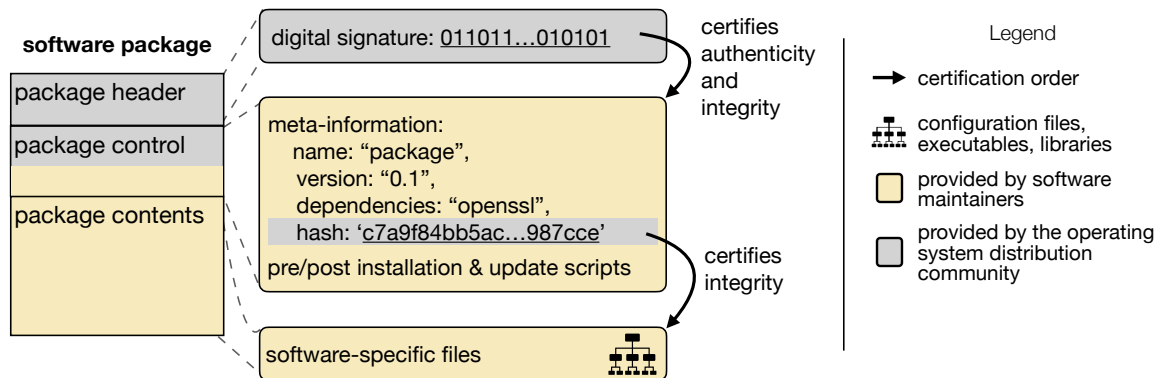 software package
package header
package control
package contents
digital signature: 011011...010101
certifies
authenticity
and
integrity
meta-information:
name: “package”,
version: “0.1”,
dependencies: “openssl”,
hash: ‘c7a9f84bb5ac...987cce’
pre/post installation & update scripts
certifies
integrity
software-specific files
Legend
certification order
configuration files,
executables, libraries
provided by software
maintainers
provided by the operating
system distribution
community